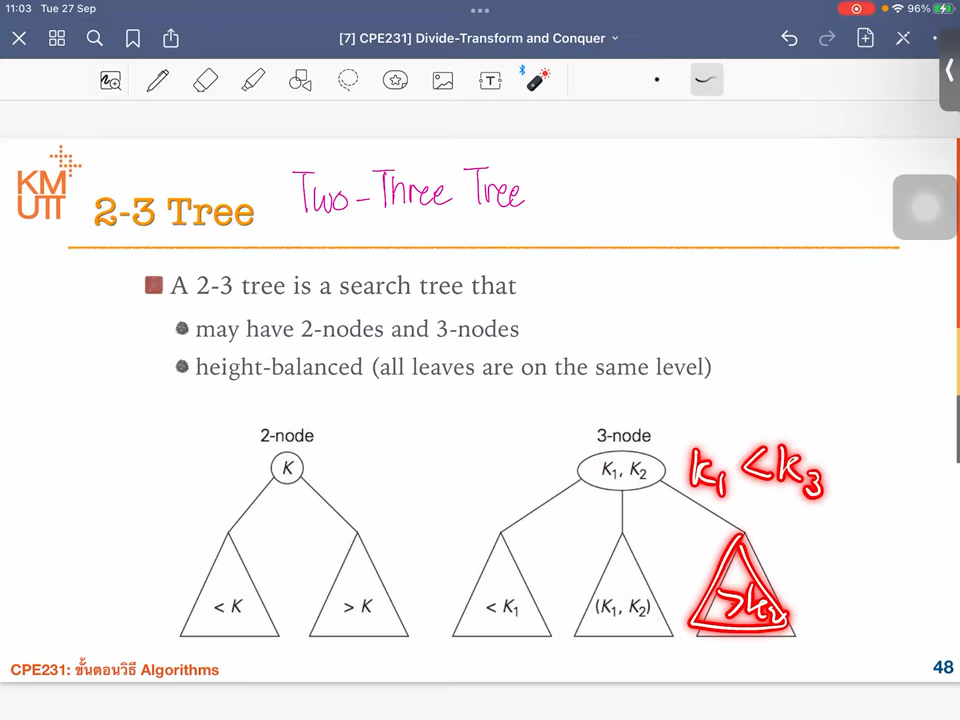 11:03 Tue 27 Sep
96%
[7] CPE231] Divide-Transform and Conquer
T
KM
UTT
2-3 Tree
Two-Three Tree
A 2-3 tree is a search tree that
may have 2-nodes and 3-nodes
height-balanced (all leaves are on the same level)
2-node
3-node
K
K₁, K₂
k₁ < k₃
< K
> K
< K₁
(K₁, K₂)
>k₂
CPE231: ขั้นตอนวิธี Algorithms
48